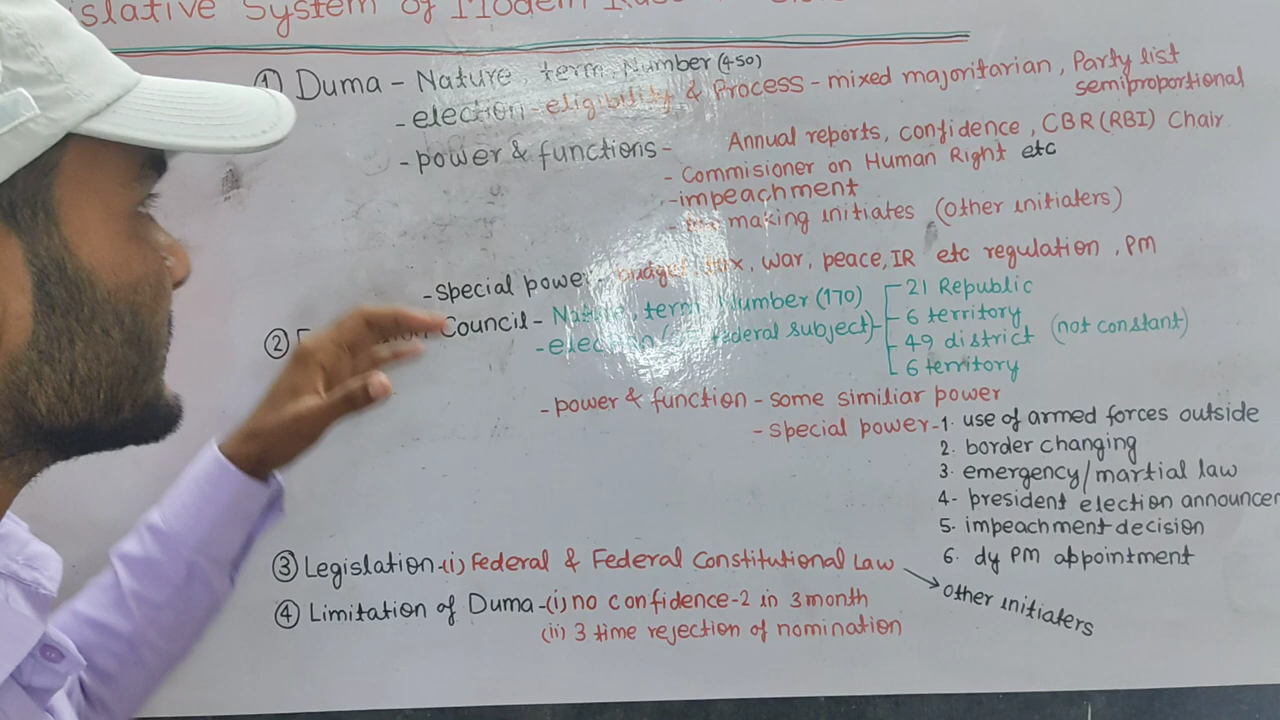 System of Modern
① Duma - Nature, term, Number (450)
- election - eligibility & Process - mixed majoritarian, Party list
semiproportional
- power & functions - Annual reports, confidence, CBR (RBI) Chair
- Commisioner on Human Right etc
- impeachment
- making initiates (other initiaters)
- special power - budget, tax, war, peace, IR etc regulation, PM
② Council - Nature, term, Number (170)
- election ( federal subject) - 21 Republic
6 territory
49 district (not constant)
6 territory
- power & function - some similiar power
- special power - 1. use of armed forces outside
2. border changing
3. emergency/martial law
4- president election announcer
5. impeachment decision
6. dy PM appointment
③ Legislation - (i) Federal & Federal Constitutional Law
other initiaters
④ Limitation of Duma - (i) no confidence - 2 in 3 month
(ii) 3 time rejection of nomination